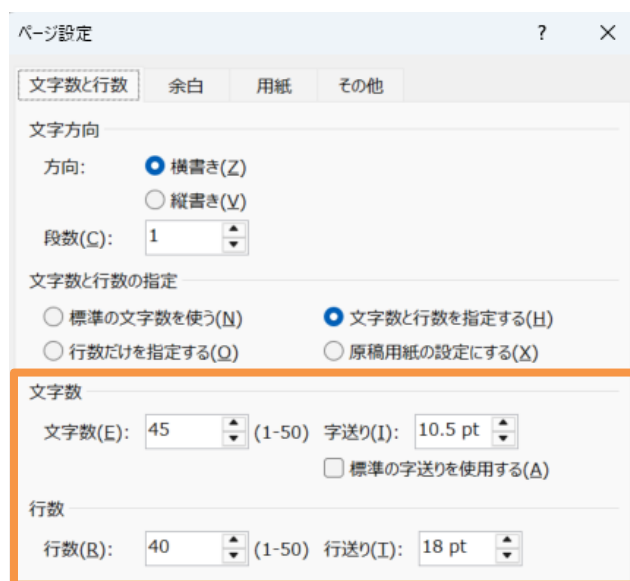 ページ設定 ? ×
文字数と行数 余白 用紙 その他
文字方向
方向: 横書き(Z)
縦書き(V)
段数(C): 1
文字数と行数の指定
標準の文字数を使う(N) 文字数と行数を指定する(H)
行数だけを指定する(O) 原稿用紙の設定にする(X)
文字数
文字数(E): 45 (1-50) 字送り(I): 10.5 pt
標準の字送りを使用する(A)
行数
行数(R): 40 (1-50) 行送り(T): 18 pt